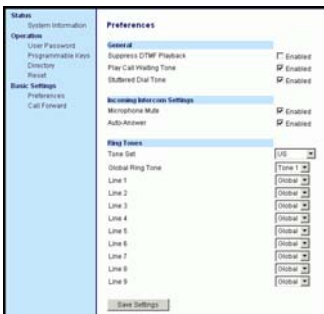 Status
System Information
Operation
User Password
Programmable Keys
Directory
Reset
Basic Settings
Preferences
Call Forward
Preferences
General
Suppress DTMF Playback Enabled
Play Call Waiting Tone Enabled
Stuttered Dial Tone Enabled
Incoming Intercom Settings
Microphone Mute Enabled
Auto-Answer Enabled
Ring Tones
Tone Set US
Global Ring Tone Tone 1
Line 1 Global
Line 2 Global
Line 3 Global
Line 4 Global
Line 5 Global
Line 6 Global
Line 7 Global
Line 8 Global
Line 9 Global
Save Settings